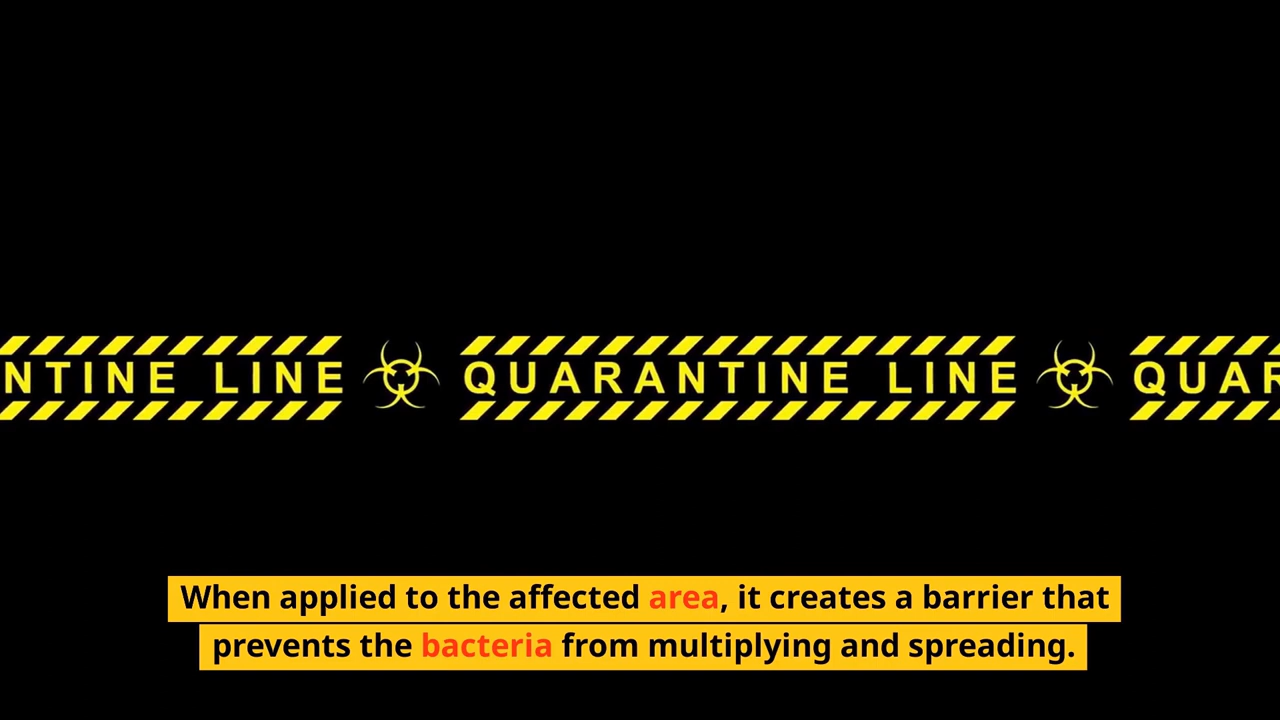 NTINE LINE QUARANTINE LINE QUAR
When applied to the affected area, it creates a barrier that
prevents the bacteria from multiplying and spreading.